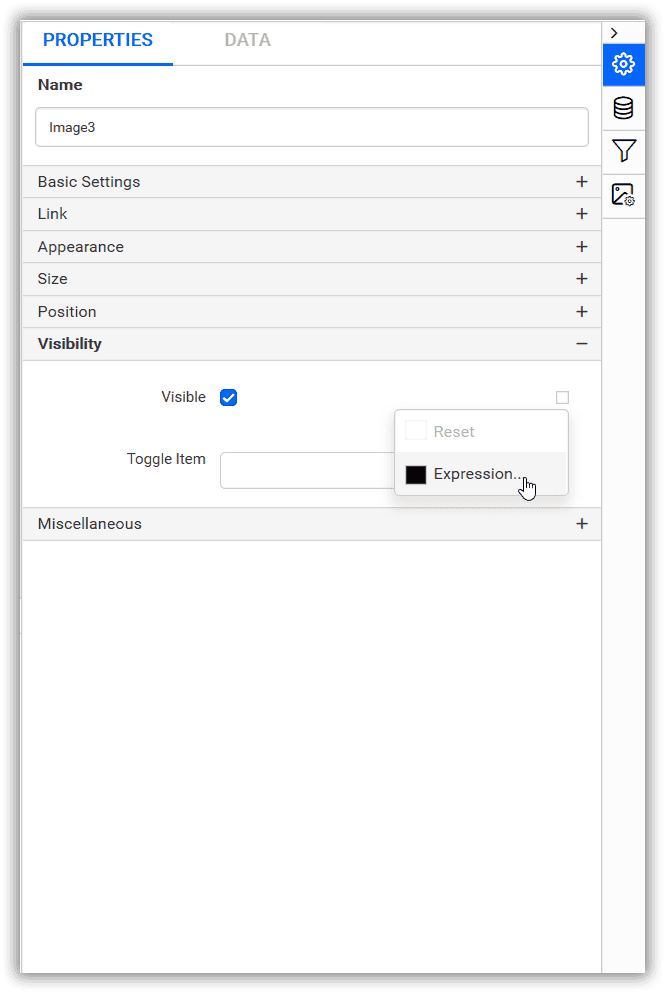 PROPERTIES DATA
Name
Image3
Basic Settings
Link
Appearance
Size
Position
Visibility
Visible
Reset
Toggle Item
Expression...
Miscellaneous